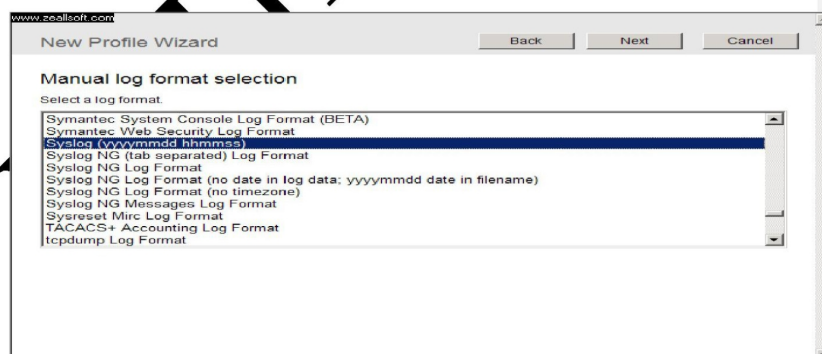 www.zeallsoft.com
New Profile Wizard
Back
Next
Cancel
Manual log format selection
Select a log format.
Symantec System Console Log Format (BETA)
Symantec Web Security Log Format
Syslog (yyyymmdd hhmmss)
Syslog NG (tab separated) Log Format
Syslog NG Log Format
Syslog NG Log Format (no date in log data; yyyymmdd date in filename)
Syslog NG Log Format (no timezone)
Syslog NG Messages Log Format
Sysreset Mirc Log Format
TACACS+ Accounting Log Format
tcpdump Log Format